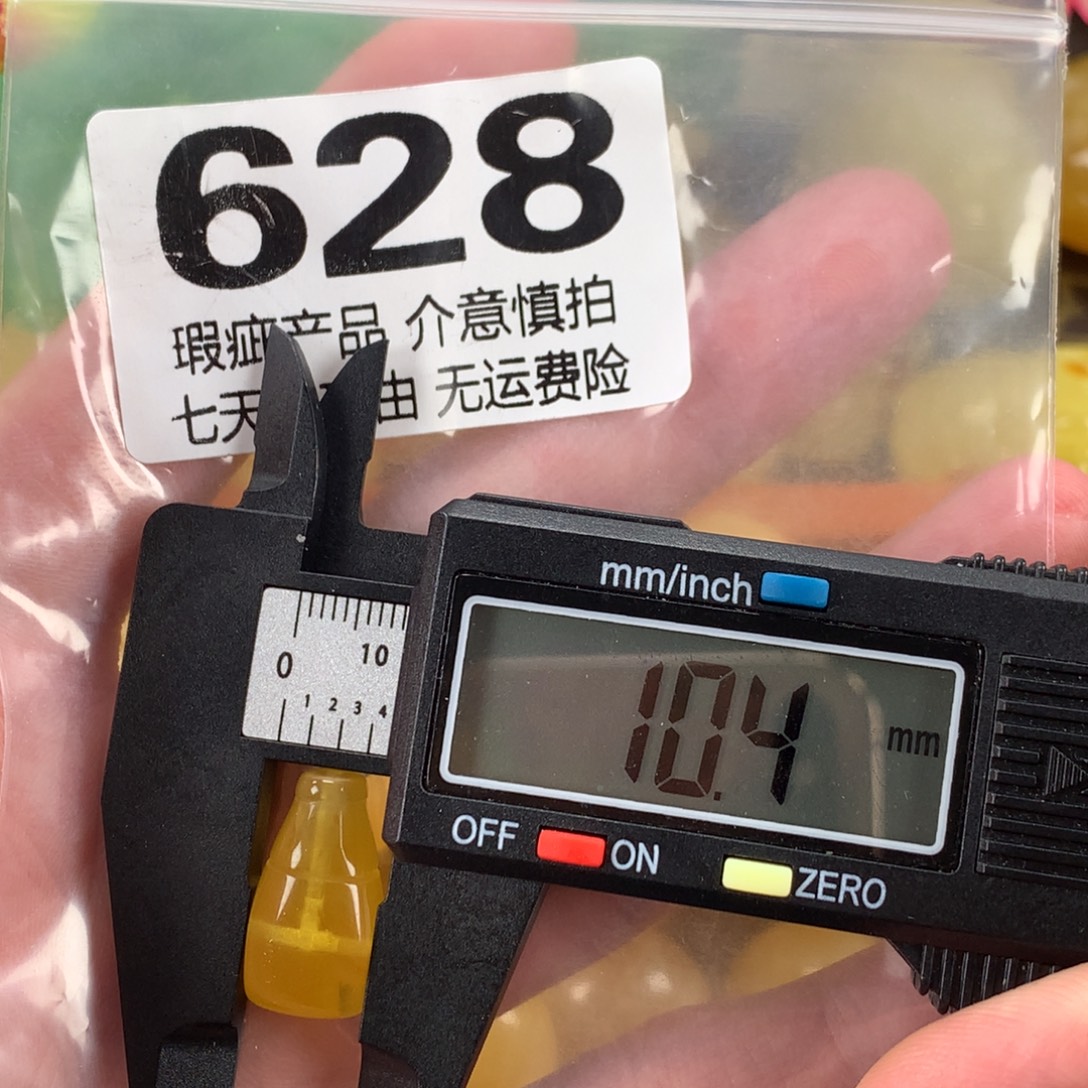 628
瑕疵产品 介意慎拍
七天 由 无运费险
mm/inch
0 10
1 2 3 4
10.4 mm
OFF ON ZERO